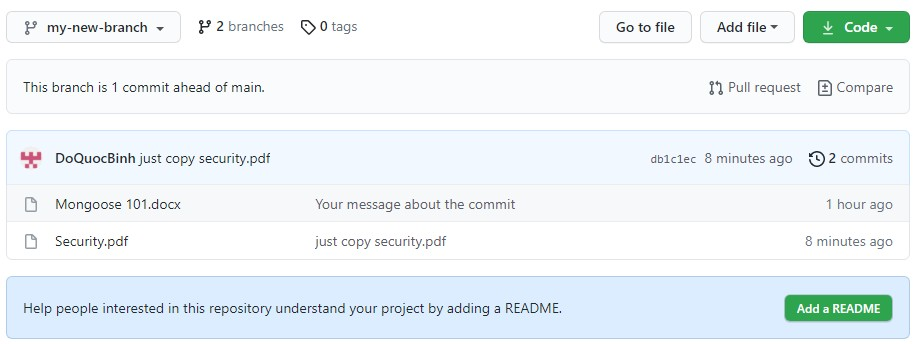 my-new-branch 2 branches 0 tags Go to file Add file Code
This branch is 1 commit ahead of main. Pull request Compare
DoQuocBinh just copy security.pdf db1c1ec 8 minutes ago 2 commits
Mongoose 101.docx Your message about the commit 1 hour ago
Security.pdf just copy security.pdf 8 minutes ago
Help people interested in this repository understand your project by adding a README. Add a README